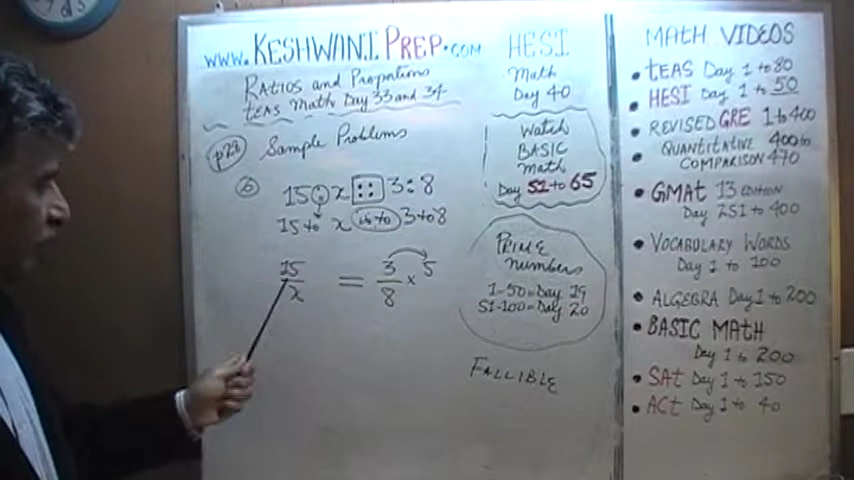 www.KESHWANIPREP.com
Ratios and Propotions
TEAS Math Day 33 and 34
p23 Sample Problems
6
15 : x :: 3 : 8
15 to x is to 3 to 8
15/x = 3/8 × 5
HESI
Math
Day 40
Watch
BASIC
Math
Day 51 to 65
PRIME
numbers
1-50=Day 19
51-100=Day 20
FALLIBLE
MATH VIDEOS
• TEAS Day 1 to 80
• HESI Day 1 to 50
• REVISED GRE 1 to 400
• QUANTITATIVE 400 to
COMPARISON 470
• GMAT 13 EDITION
Day 251 to 400
• VOCABULARY WORDS
Day 1 to 100
• ALGEBRA Day 1 to 200
• BASIC MATH
Day 1 to 200
• SAT Day 1 to 150
• ACT Day 1 to 40